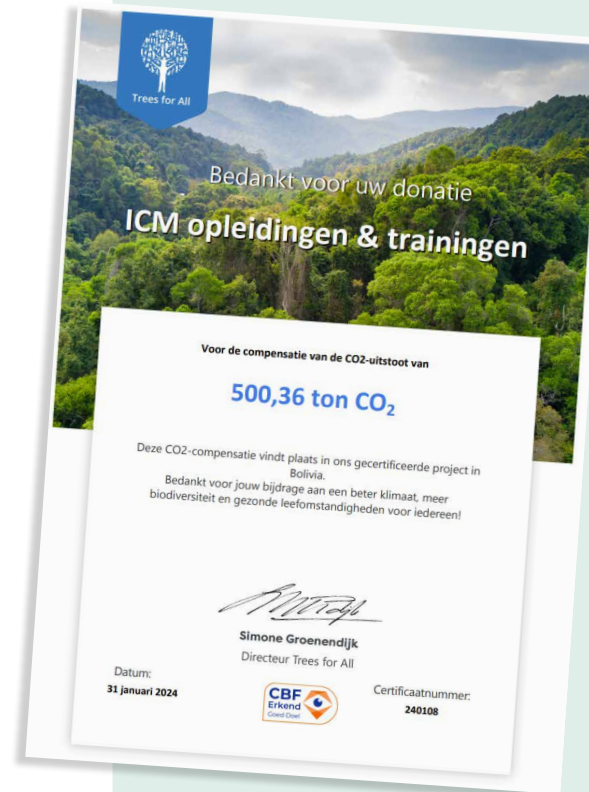 Trees for All
Bedankt voor uw donatie
ICM opleidingen & trainingen
Voor de compensatie van de CO2-uitstoot van
500,36 ton CO₂
Deze CO2-compensatie vindt plaats in ons gecertificeerde project in
Bolivia.
Bedankt voor jouw bijdrage aan een beter klimaat, meer
biodiversiteit en gezonde leefomstandigheden voor iedereen!
Simone Groenendijk
Directeur Trees for All
Datum:
31 januari 2024
CBF
Erkend
Goed Doel
Certificaatnummer:
240108